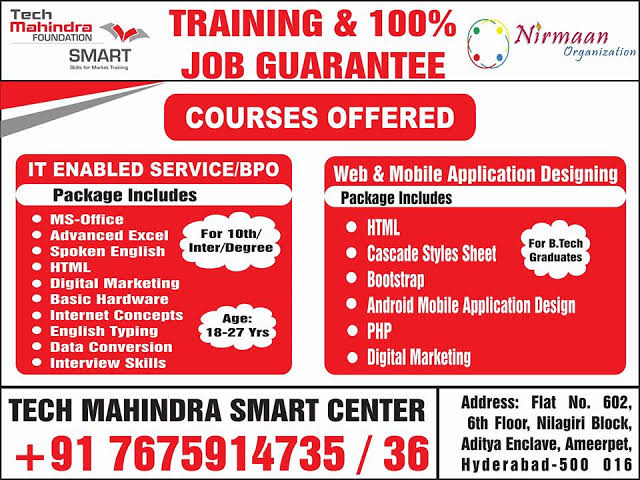 Tech
Mahindra
FOUNDATION
SMART
Skills for Market Training
TRAINING & 100%
JOB GUARANTEE
Nirmaan
Organization
COURSES OFFERED
IT ENABLED SERVICE/BPO
Package Includes
MS-Office
Advanced Excel
Spoken English
HTML
Digital Marketing
Basic Hardware
Internet Concepts
English Typing
Data Conversion
Interview Skills
For 10th/
Inter/Degree
Age:
18-27 Yrs
Web & Mobile Application Designing
Package Includes
HTML
Cascade Styles Sheet
Bootstrap
Android Mobile Application Design
PHP
Digital Marketing
For B.Tech
Graduates
TECH MAHINDRA SMART CENTER
+91 7675914735 / 36
Address: Flat No. 602,
6th Floor, Nilagiri Block,
Aditya Enclave, Ameerpet,
Hyderabad-500 016